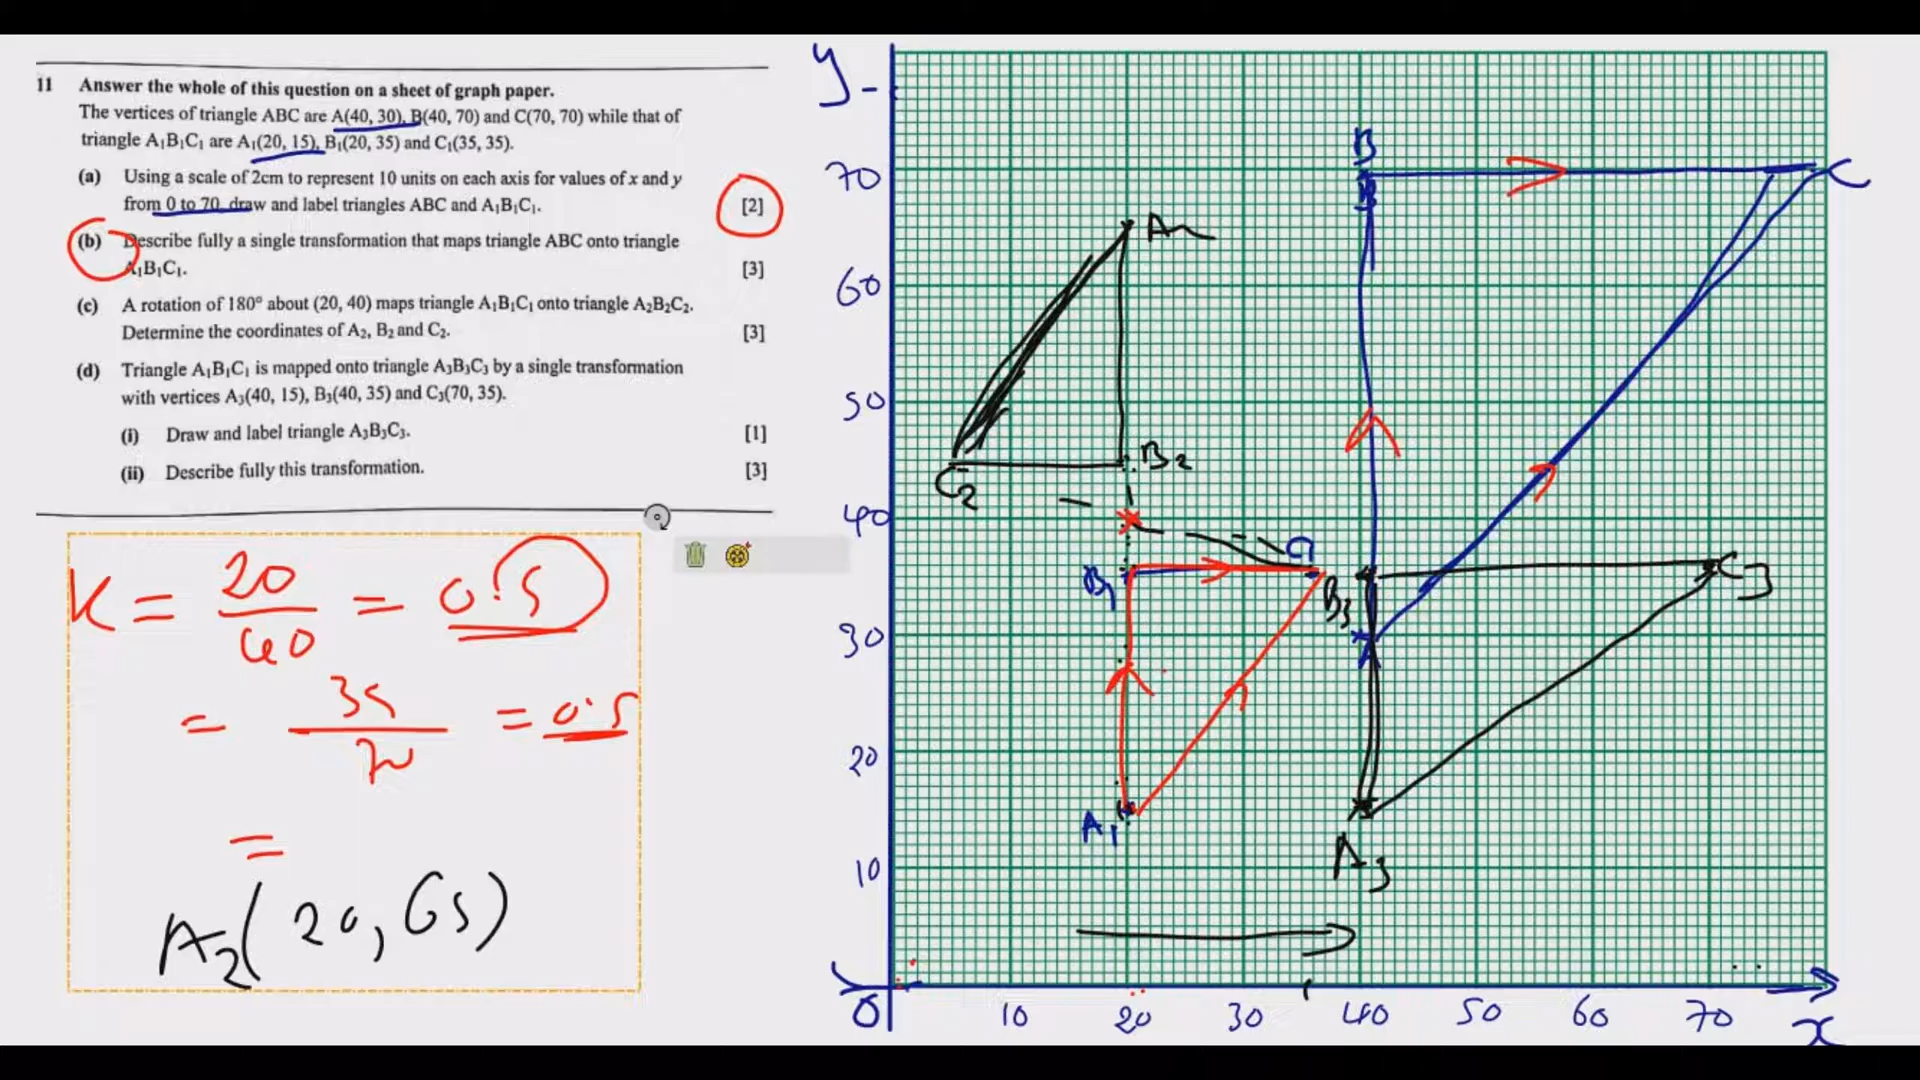 11 Answer the whole of this question on a sheet of graph paper.
The vertices of triangle ABC are A(40, 30), B(40, 70) and C(70, 70) while that of
triangle A₁B₁C₁ are A₁(20, 15), B₁(20, 35) and C₁(35, 35).
(a) Using a scale of 2cm to represent 10 units on each axis for values of x and y
from 0 to 70, draw and label triangles ABC and A₁B₁C₁. [2]
(b) Describe fully a single transformation that maps triangle ABC onto triangle
A₁B₁C₁. [3]
(c) A rotation of 180° about (20, 40) maps triangle A₁B₁C₁ onto triangle A₂B₂C₂.
Determine the coordinates of A₂, B₂ and C₂. [3]
(d) Triangle A₁B₁C₁ is mapped onto triangle A₃B₃C₃ by a single transformation
with vertices A₃(40, 15), B₃(40, 35) and C₃(70, 35).
(i) Draw and label triangle A₃B₃C₃. [1]
(ii) Describe fully this transformation. [3]
K = 20/40 = 0.5
= 35/70 = 0.5
=
A₂(20, 65)
y
B
70
C
A₂
60
50
B₂
C₂
40
B₁
B₃
C₃
30
20
A₁
10
A₃
0 10 20 30 40 50 60 70
x